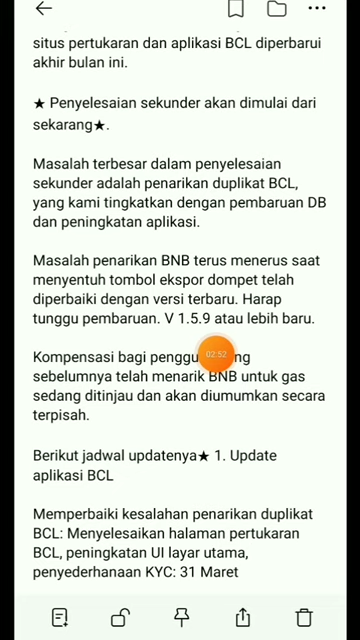 situs pertukaran dan aplikasi BCL diperbarui
akhir bulan ini.
★ Penyelesaian sekunder akan dimulai dari
sekarang★.
Masalah terbesar dalam penyelesaian
sekunder adalah penarikan duplikat BCL,
yang kami tingkatkan dengan pembaruan DB
dan peningkatan aplikasi.
Masalah penarikan BNB terus menerus saat
menyentuh tombol ekspor dompet telah
diperbaiki dengan versi terbaru. Harap
tunggu pembaruan. V 1.5.9 atau lebih baru.
Kompensasi bagi 02:52
sebelumnya telah menarik BNB untuk gas
sedang ditinjau dan akan diumumkan secara
terpisah.
Berikut jadwal updatenya★ 1. Update
aplikasi BCL
Memperbaiki kesalahan penarikan duplikat
BCL: Menyelesaikan halaman pertukaran
BCL, peningkatan UI layar utama,
penyederhanaan KYC: 31 Maret